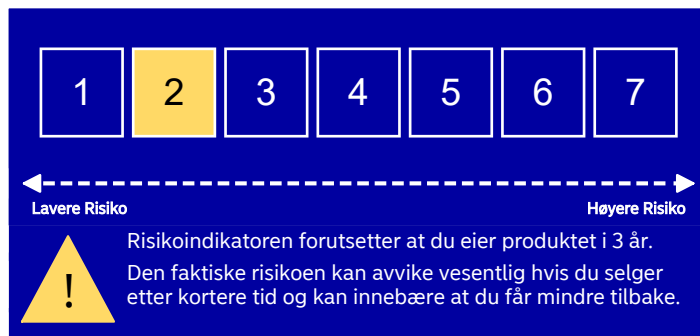 1 2 3 4 5 6 7
Lavere Risiko Høyere Risiko
Risikoindikatoren forutsetter at du eier produktet i 3 år.
Den faktiske risikoen kan avvike vesentlig hvis du selger
! etter kortere tid og kan innebære at du får mindre tilbake.